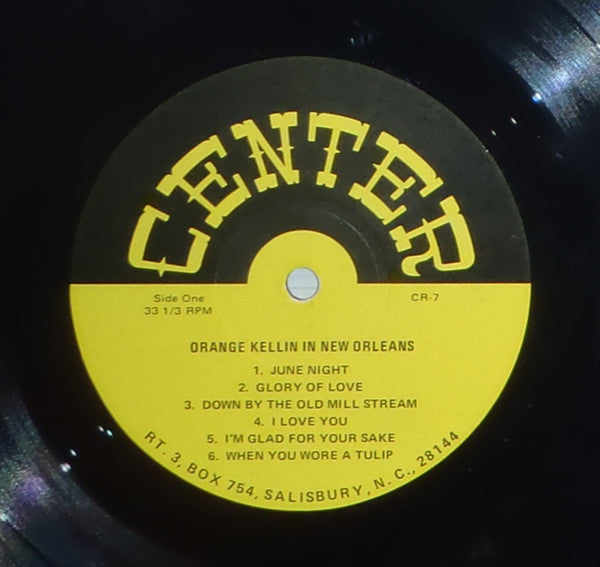 CENTER
Side One
33 1/3 RPM
CR-7
ORANGE KELLIN IN NEW ORLEANS
1. JUNE NIGHT
2. GLORY OF LOVE
3. DOWN BY THE OLD MILL STREAM
4. I LOVE YOU
5. I'M GLAD FOR YOUR SAKE
6. WHEN YOU WORE A TULIP
RT. 3, BOX 754, SALISBURY, N. C., 28144